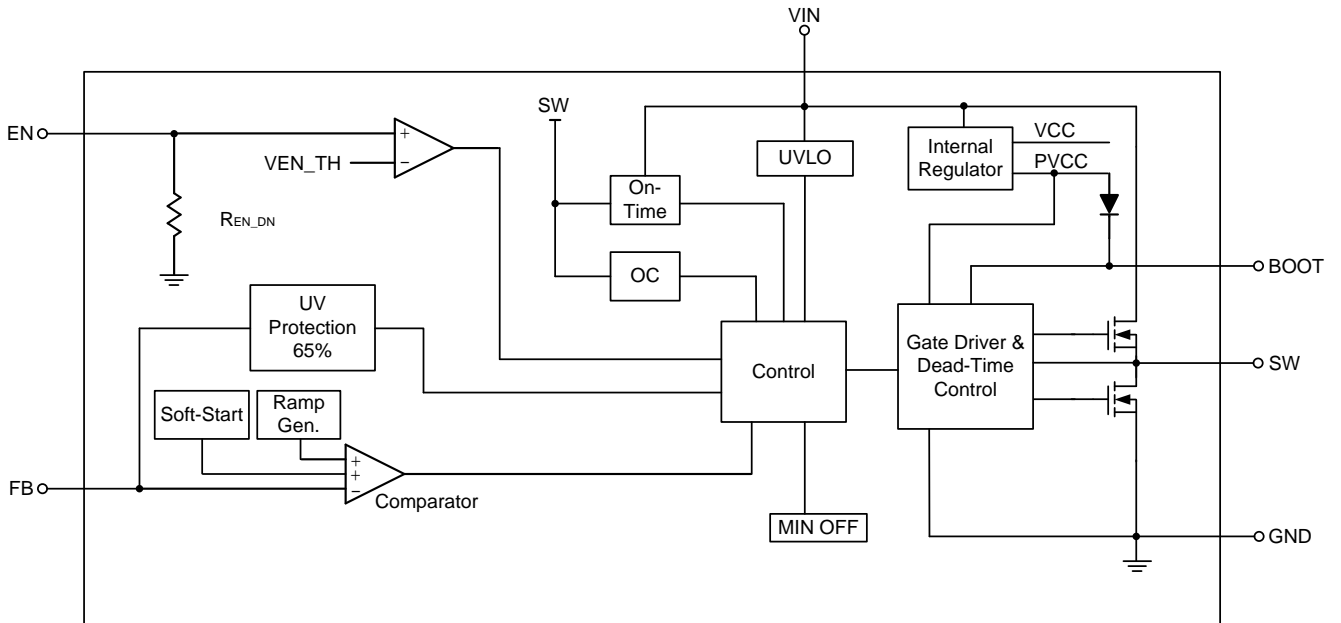 VIN
EN
VEN_TH
+
−
REN_DN
SW
On-
Time
OC
UVLO
Internal
Regulator
VCC
PVCC
BOOT
UV
Protection
65%
Control
Gate Driver &
Dead-Time
Control
SW
Soft-Start
Ramp
Gen.
+
+
−
Comparator
FB
MIN OFF
GND